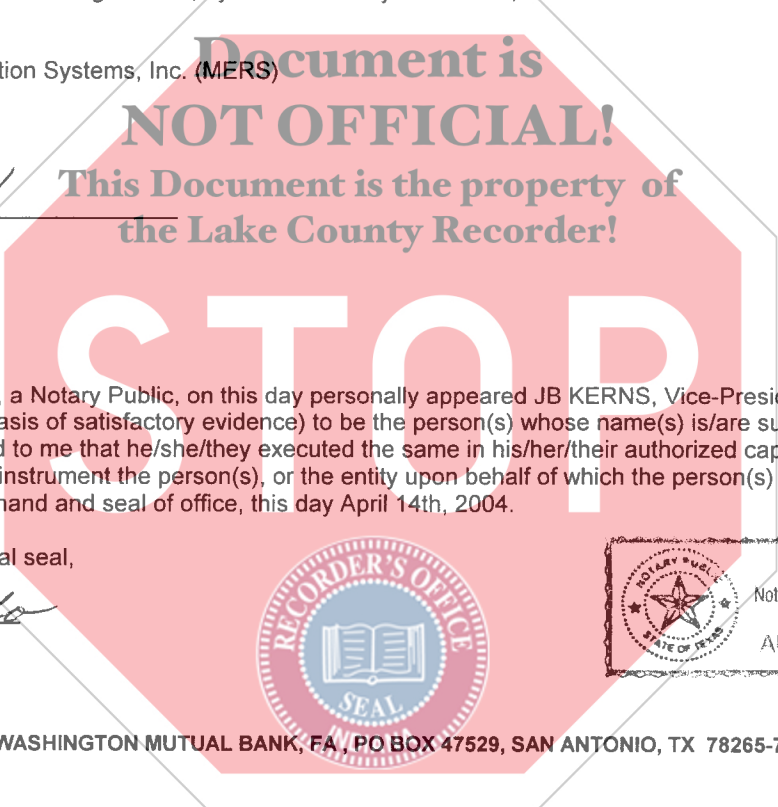 tion Systems, Inc. (MERS)
Document is
NOT OFFICIAL!
This Document is the property of
the Lake County Recorder!
STOP
, a Notary Public, on this day personally appeared JB KERNS, Vice-Presid
asis of satisfactory evidence) to be the person(s) whose name(s) is/are su
d to me that he/she/they executed the same in his/her/their authorized cap
instrument the person(s), or the entity upon behalf of which the person(s)
hand and seal of office, this day April 14th, 2004.
al seal,
RECORDER'S OFFICE
SEAL
INDIANA
NOTARY PUBLIC
STATE OF TEXAS
Not
WASHINGTON MUTUAL BANK, FA , PO BOX 47529, SAN ANTONIO, TX 78265-7